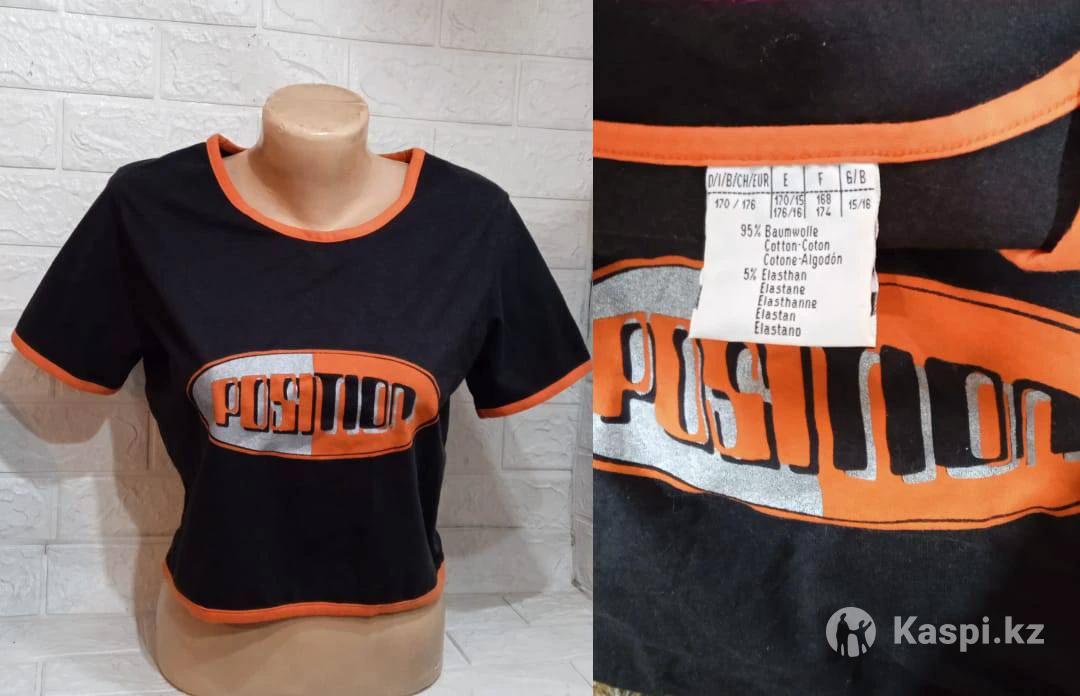 POSITION
D/I/B/CH/EUR E F G/B
170 / 176 170/15 168 15/16
176/16 174
95% Baumwolle
Cotton-Coton
Cotone-Algodón
5% Elasthan
Elastane
Elasthanne
Elastan
Elastano
POSITION
Kaspi.kz